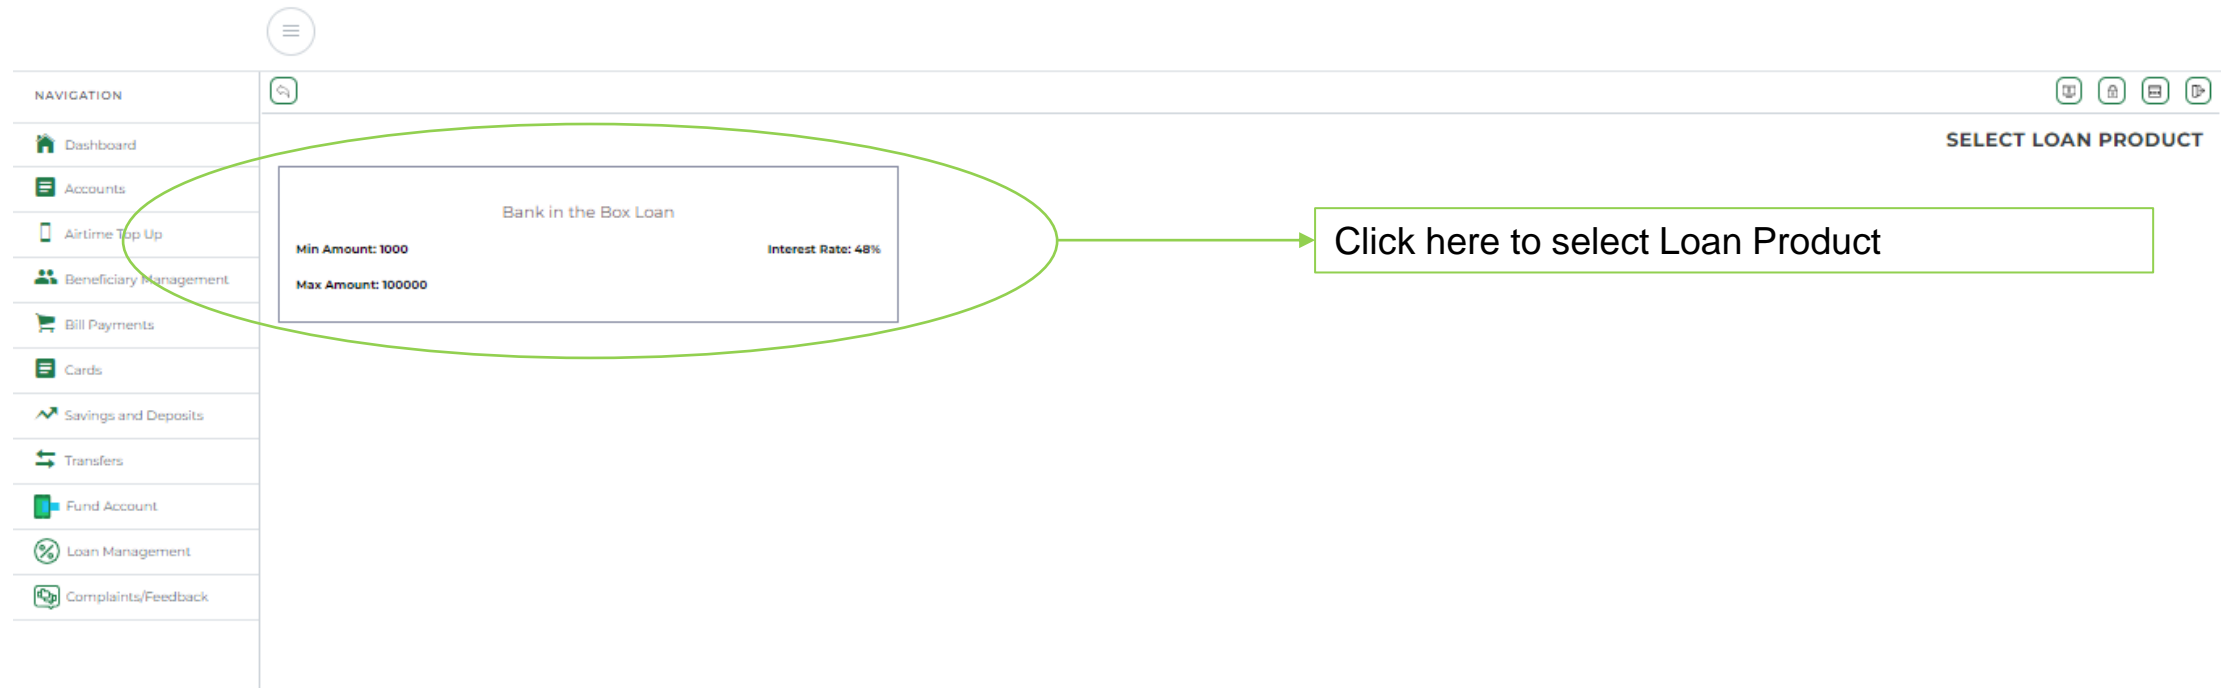 NAVIGATION
Dashboard
Accounts
Airtime Top Up
Beneficiary Management
Bill Payments
Cards
Savings and Deposits
Transfers
Fund Account
Loan Management
Complaints/Feedback
SELECT LOAN PRODUCT
Bank in the Box Loan
Min Amount: 1000
Interest Rate: 48%
Max Amount: 100000
Click here to select Loan Product